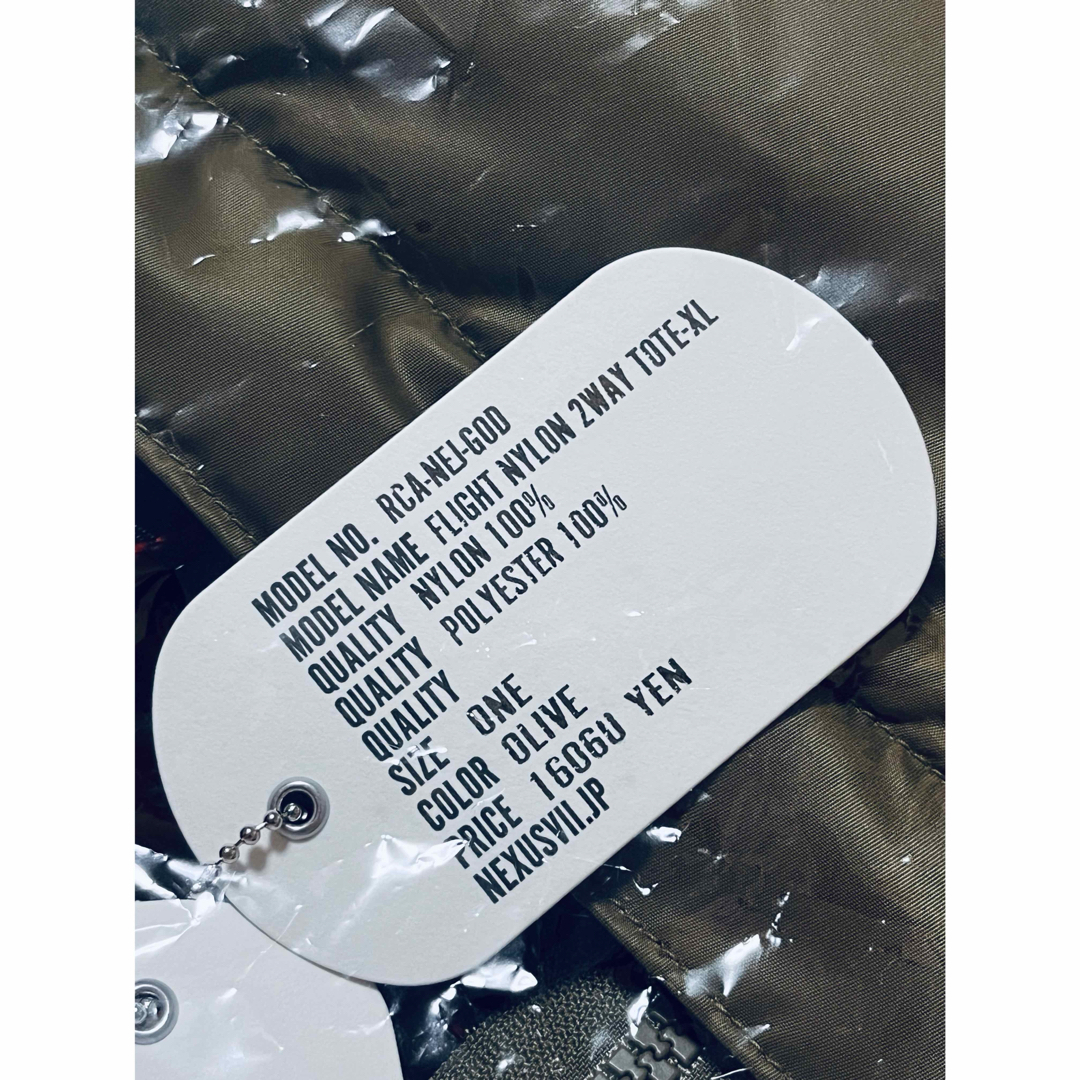 MODEL NO. RCA-NEJ-GOD
MODEL NAME FLIGHT NYLON 2WAY TOTE-XL
QUALITY NYLON 100%
QUALITY POLYESTER 100%
QUALITY
SIZE ONE
COLOR OLIVE
PRICE 16060 YEN
NEXUSVII.JP